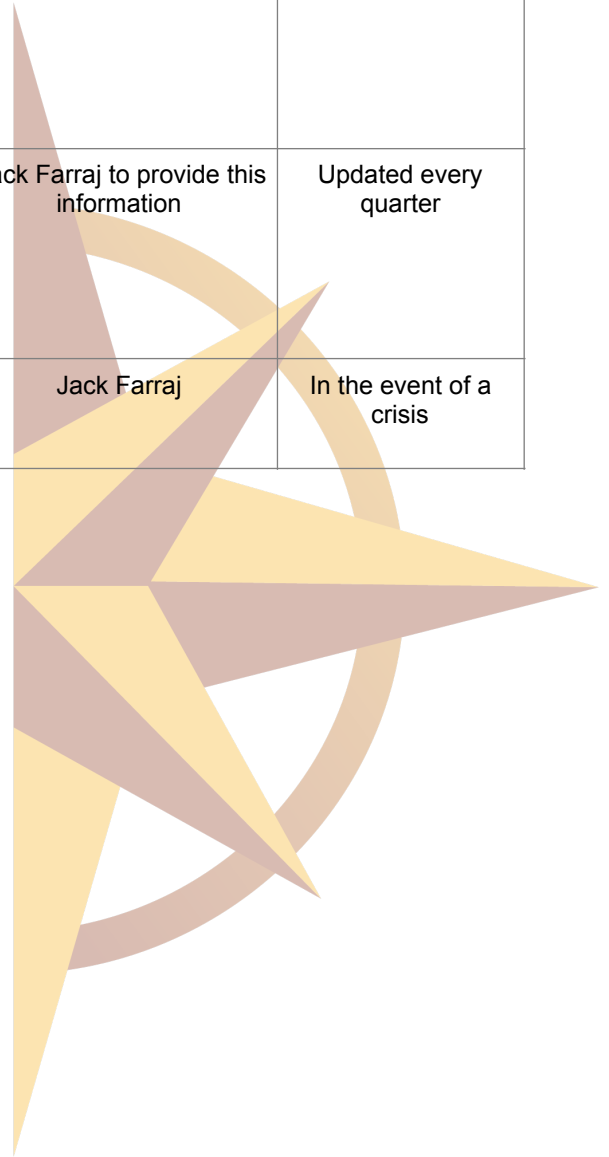 ck Farraj to provide this
information
Updated every
quarter
Jack Farraj
In the event of a
crisis